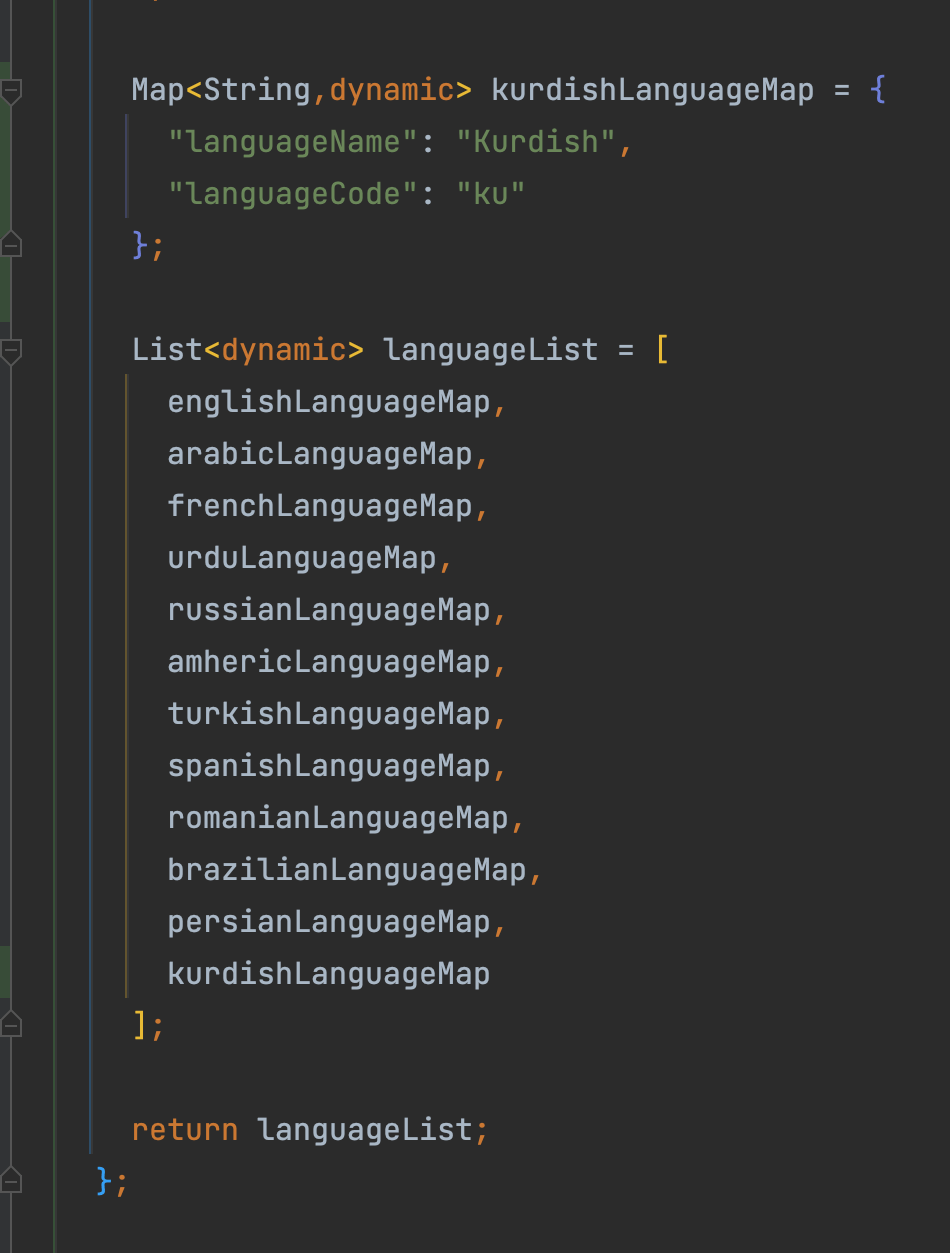 Map<String,dynamic> kurdishLanguageMap = {
"languageName": "Kurdish",
"languageCode": "ku"
};
List<dynamic> languageList = [
englishLanguageMap,
arabicLanguageMap,
frenchLanguageMap,
urduLanguageMap,
russianLanguageMap,
amhericLanguageMap,
turkishLanguageMap,
spanishLanguageMap,
romanianLanguageMap,
brazilianLanguageMap,
persianLanguageMap,
kurdishLanguageMap
];
return languageList;
};